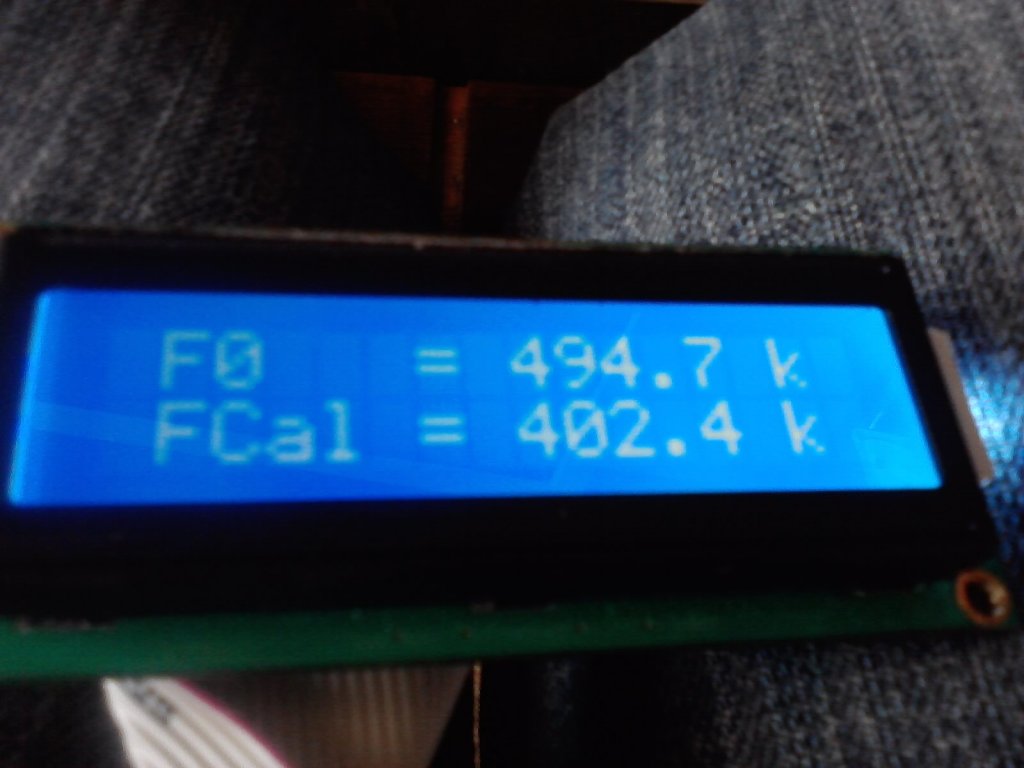 F0 = 494.7 k
FCal = 402.4 k